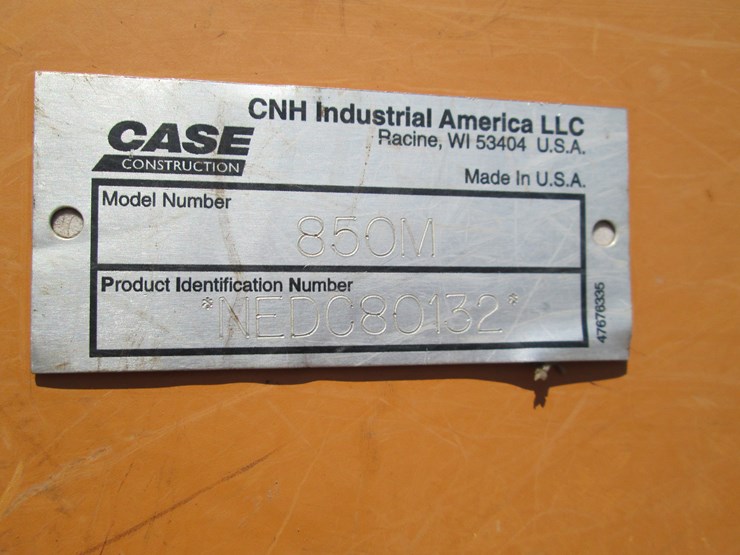 CNH Industrial America LLC
Racine, WI 53404 U.S.A.
CASE
CONSTRUCTION
Made In U.S.A.
Model Number
850M
Product Identification Number
*NEDC80132*
47676335